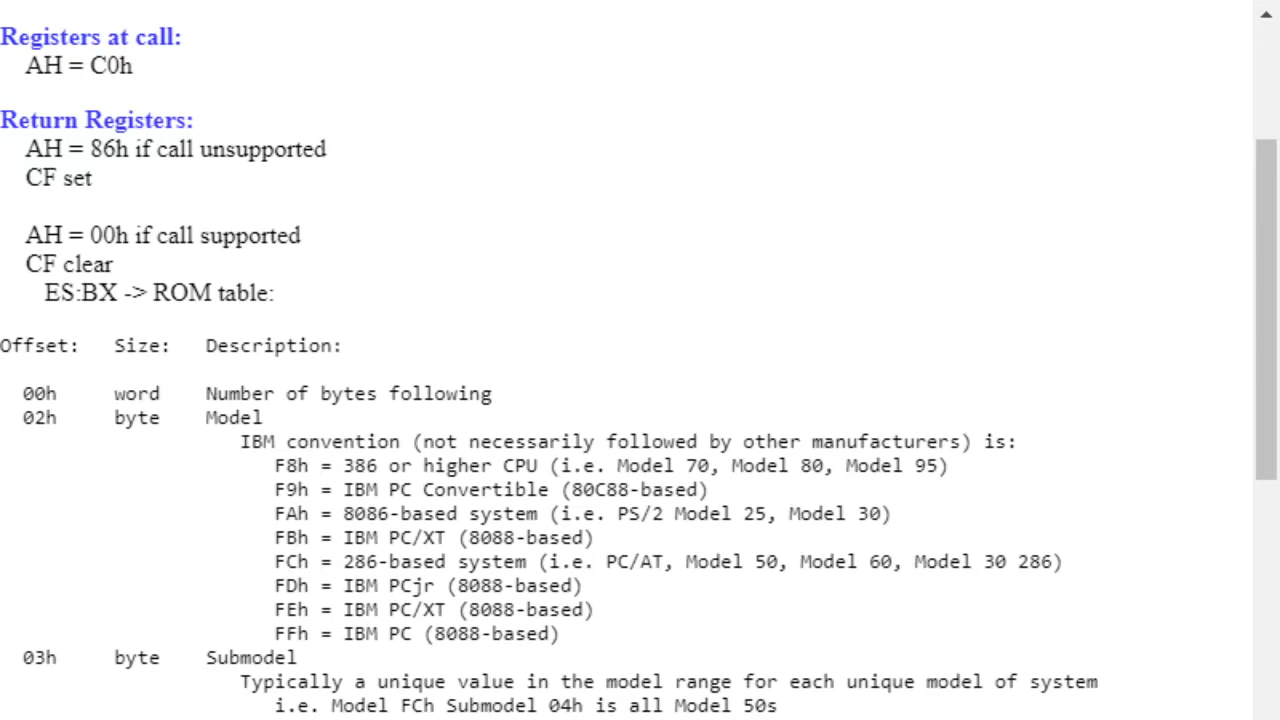 Registers at call:
AH = C0h
Return Registers:
AH = 86h if call unsupported
CF set
AH = 00h if call supported
CF clear
ES:BX -> ROM table:
Offset: Size: Description:
00h word Number of bytes following
02h byte Model
IBM convention (not necessarily followed by other manufacturers) is:
F8h = 386 or higher CPU (i.e. Model 70, Model 80, Model 95)
F9h = IBM PC Convertible (80C88-based)
FAh = 8086-based system (i.e. PS/2 Model 25, Model 30)
FBh = IBM PC/XT (8088-based)
FCh = 286-based system (i.e. PC/AT, Model 50, Model 60, Model 30 286)
FDh = IBM PCjr (8088-based)
FEh = IBM PC/XT (8088-based)
FFh = IBM PC (8088-based)
03h byte Submodel
Typically a unique value in the model range for each unique model of system
i.e. Model FCh Submodel 04h is all Model 50s